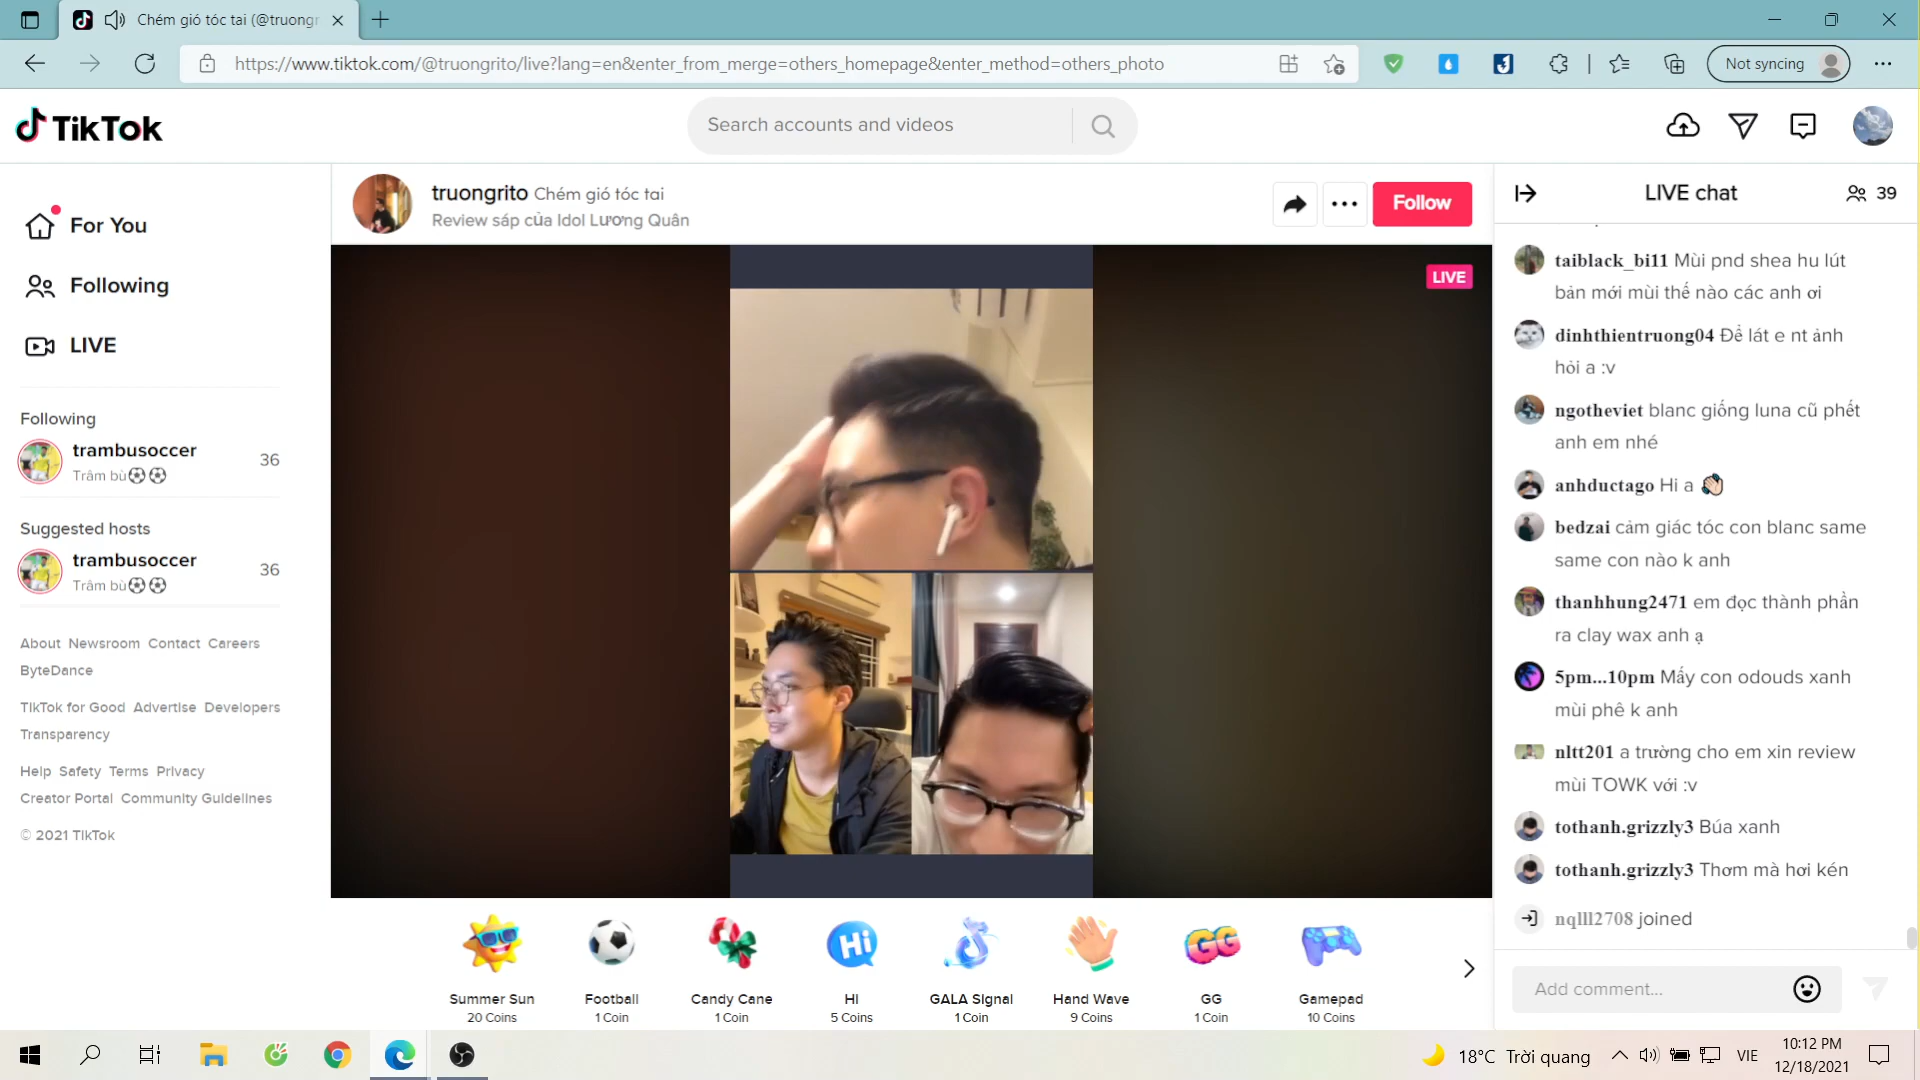 Chém gió tóc tai (@truongr
https://www.tiktok.com/@truongrito/live?lang=en&enter_from_merge=others_homepage&enter_method=others_photo
Not syncing
TikTok
Search accounts and videos
For You
Following
LIVE
Following
trambusoccer
Trâm bù⚽⚽
36
Suggested hosts
trambusoccer
Trâm bù⚽⚽
36
About Newsroom Contact Careers
ByteDance
TikTok for Good Advertise Developers
Transparency
Help Safety Terms Privacy
Creator Portal Community Guidelines
© 2021 TikTok
truongrito Chém gió tóc tai
Review sáp của Idol Lương Quân
Follow
LIVE
Summer Sun
20 Coins
Football
1 Coin
Candy Cane
1 Coin
Hi
Hi
5 Coins
GALA Signal
1 Coin
Hand Wave
9 Coins
GG
GG
1 Coin
Gamepad
10 Coins
LIVE chat
39
taiblack_bi11 Mùi pnd shea hu lút
bản mới mùi thế nào các anh ơi
dinhthientruong04 Để lát e nt ảnh
hỏi a :v
ngotheviet blanc giống luna cũ phết
anh em nhé
anhductago Hi a 👏🏻
bedzai cảm giác tóc con blanc same
same con nào k anh
thanhhung2471 em đọc thành phần
ra clay wax anh ạ
5pm...10pm Mấy con odouds xanh
mùi phê k anh
nltt201 a trường cho em xin review
mùi TOWK với :v
tothanh.grizzly3 Búa xanh
tothanh.grizzly3 Thơm mà hơi kén
nqlll2708 joined
Add comment...
18°C Trời quang
VIE
10:12 PM
12/18/2021